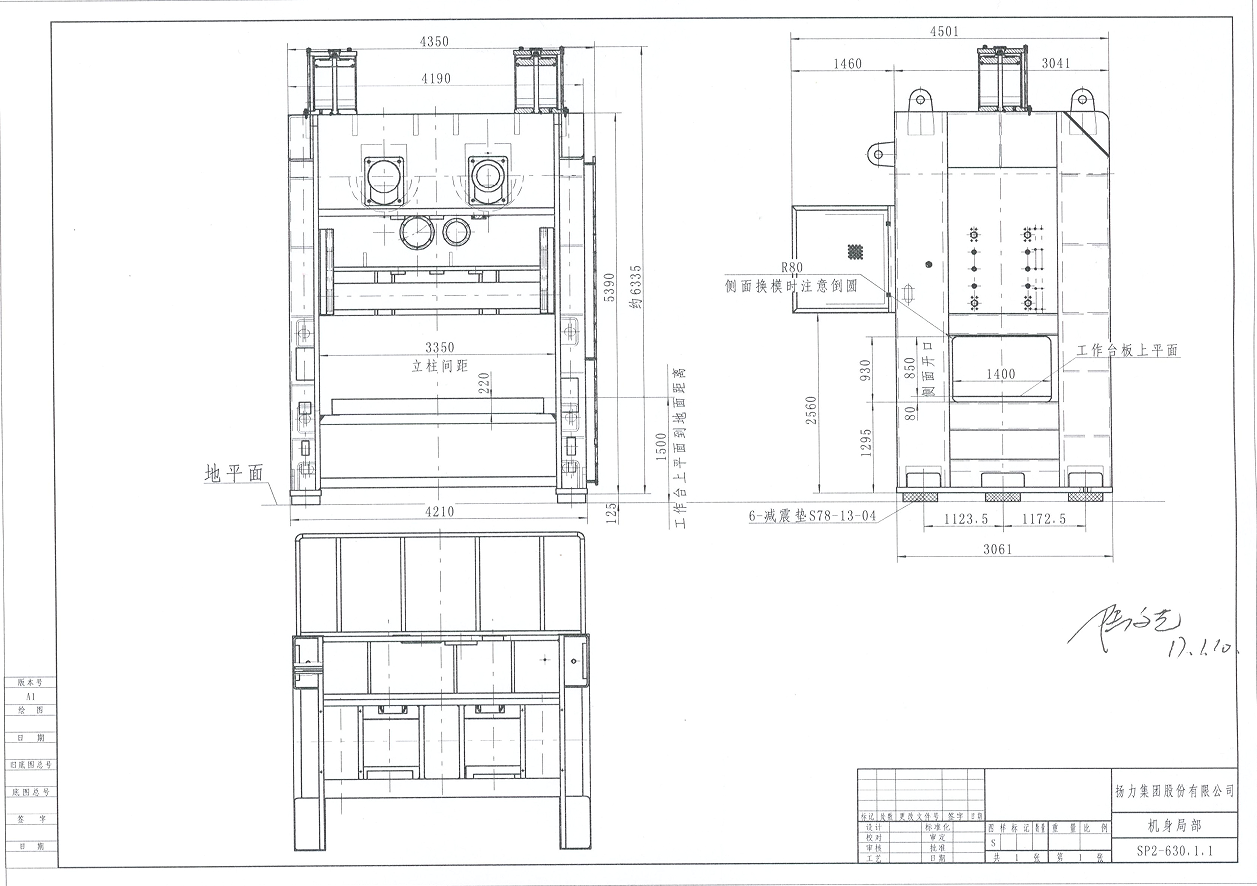 4350
4190
5390
约6335
3350
立柱间距
220
1500
工作台上平面到地面距离
地平面
4210
125
4501
1460
3041
R80
侧面换模时注意倒圆
工作台板上平面
930
850
侧面开口
1400
80
2560
1295
6-减震垫S78-13-04
1123.5
1172.5
3061
17.1.10.
版本号
A1
绘 图
日 期
旧底图总号
底图总号
签 字
日 期
标记 处数 更改文件号 签字 日期
设计 标准化
校对 审定
审核 批准
工艺 日期
图样标记 数量 重量 比例
S
共 1 张 第 1 张
扬力集团股份有限公司
机身局部
SP2-630.1.1